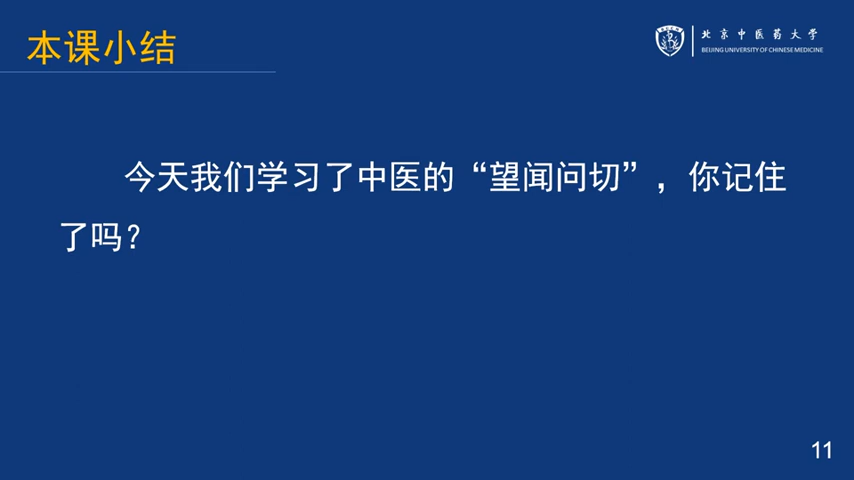 本课小结
北京中医药大学
BEIJING UNIVERSITY OF CHINESE MEDICINE
今天我们学习了中医的“望闻问切”，你记住
了吗？
11